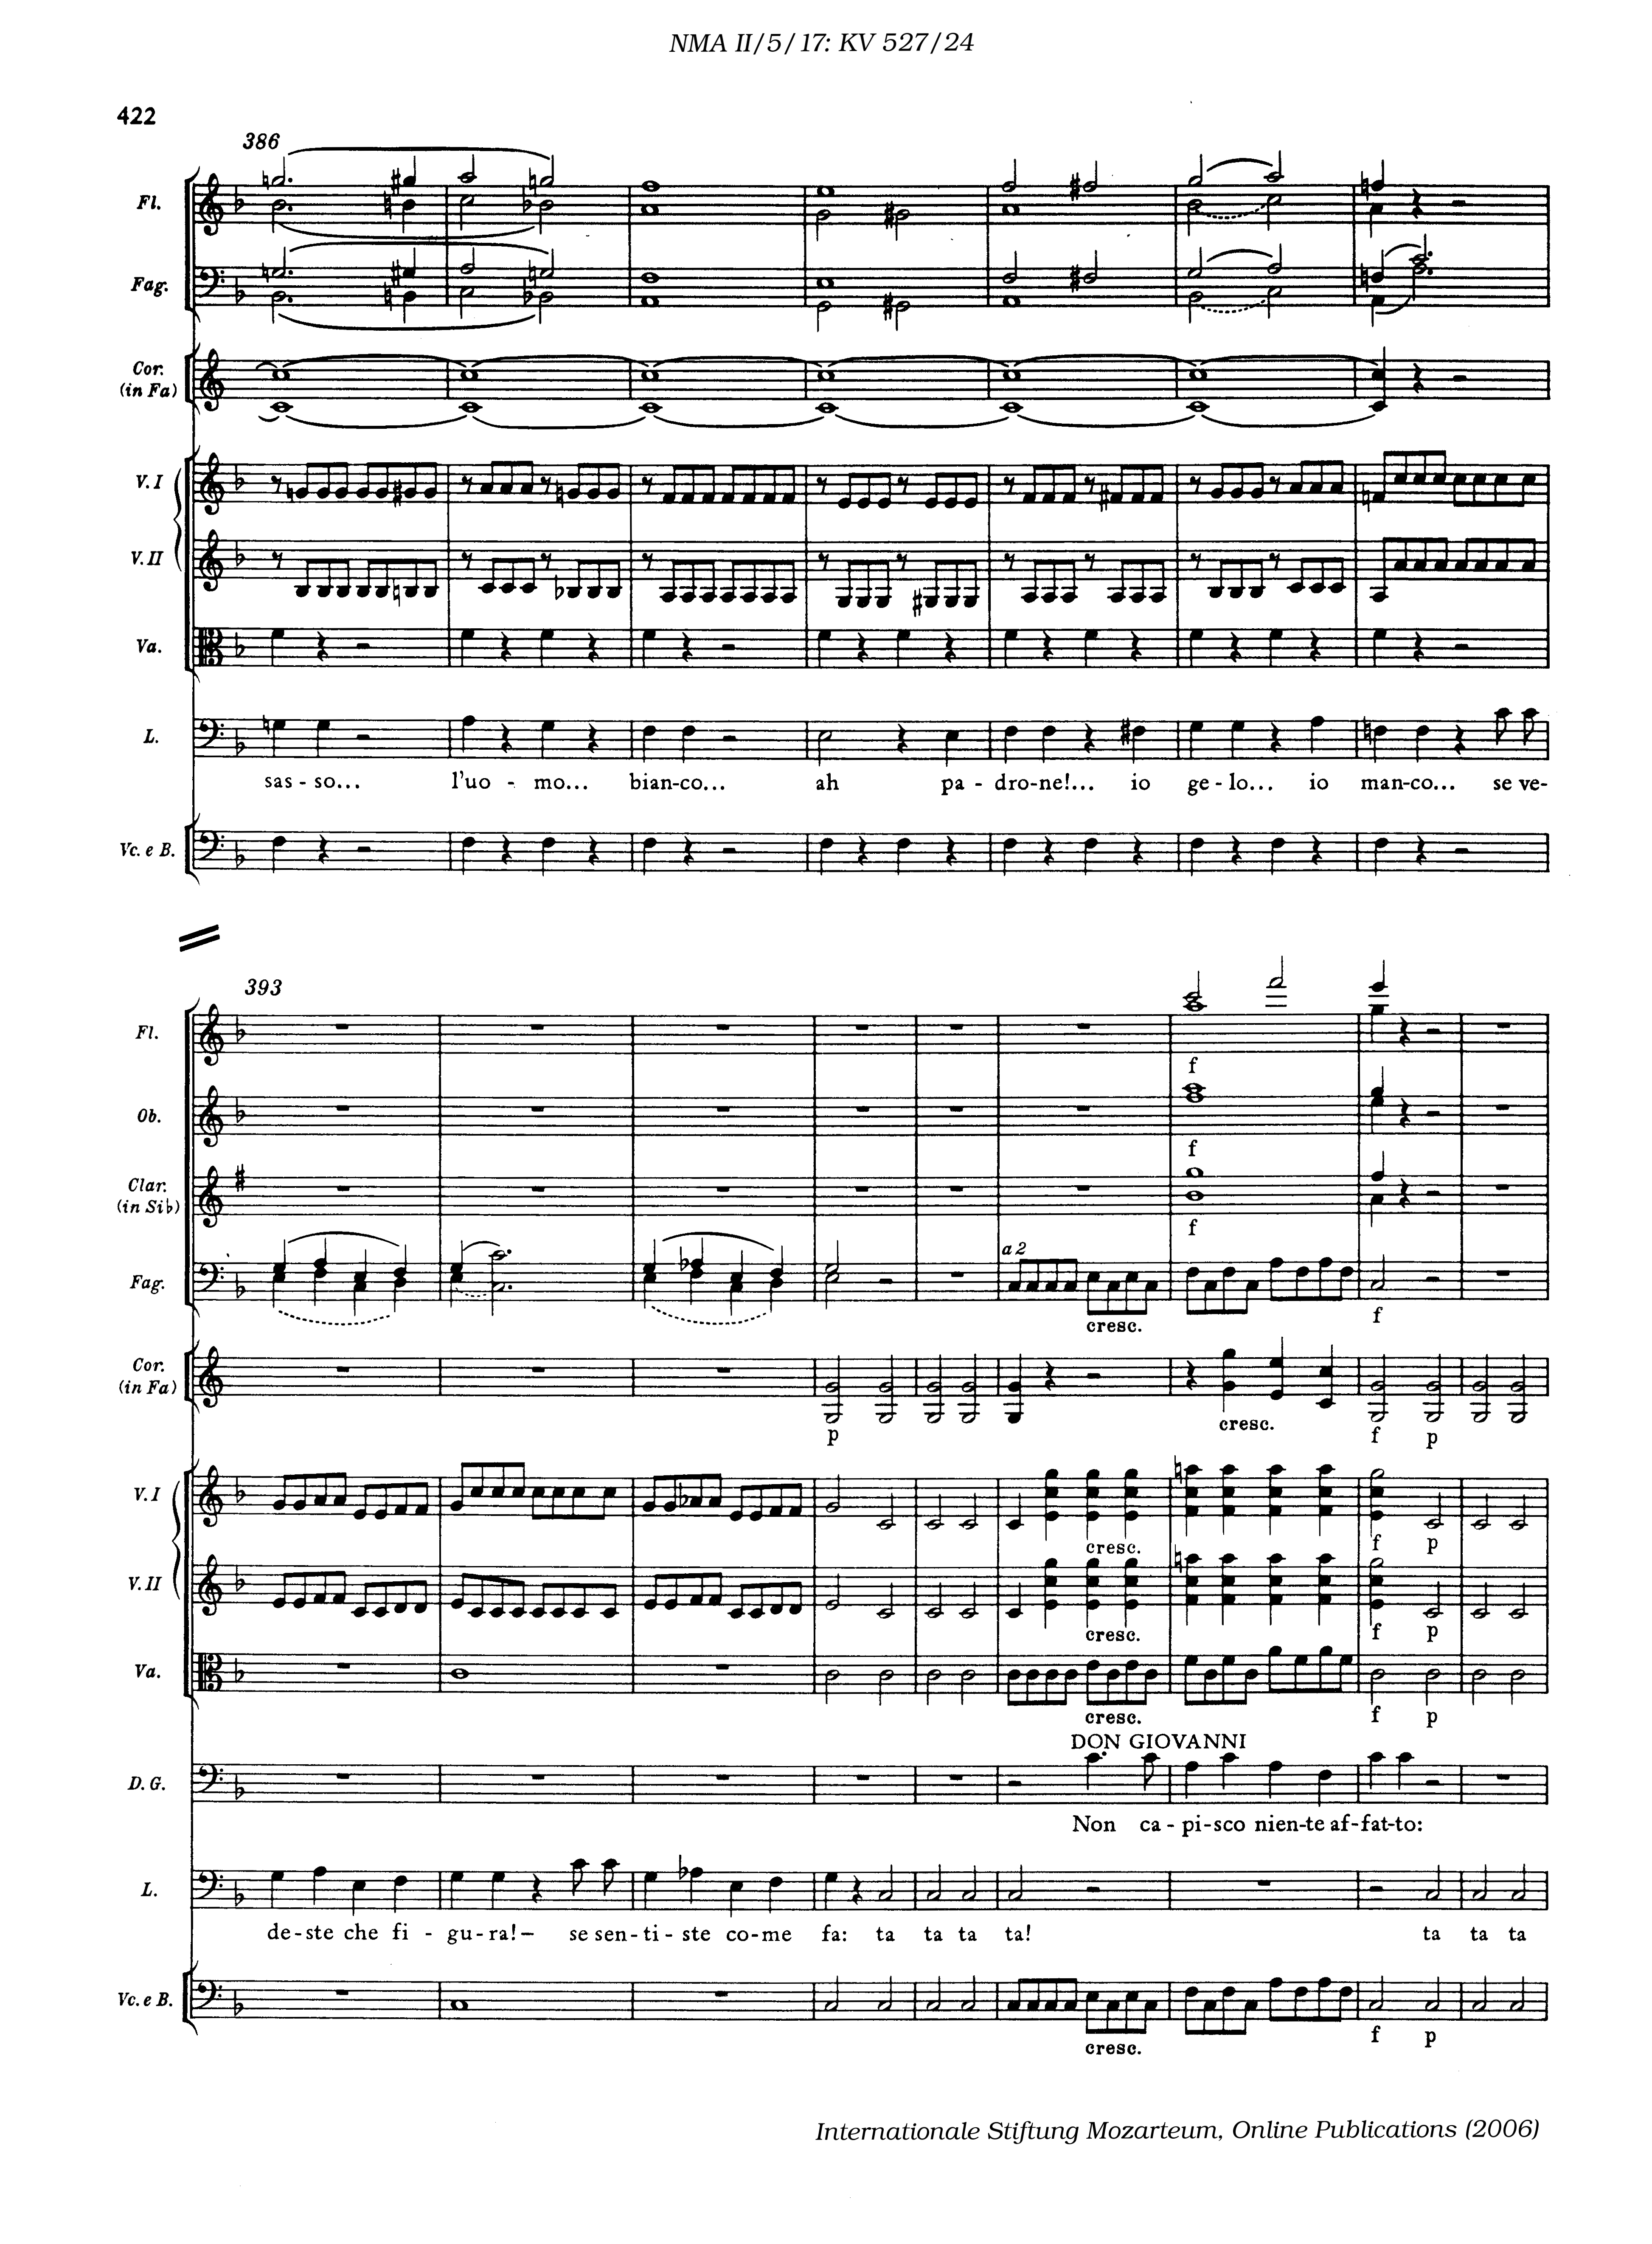 NMA II/5/17: KV 527/24
422
386
Fl.
Fag.
Cor.
(in Fa)
V. I
V. II
Va.
L.
sas - so... l'uo - mo... bian-co... ah pa - dro-ne!... io ge - lo... io man-co... se ve-
Vc. e B.
393
Fl.
f
Ob.
f
Clar.
(in Si♭)
f
a 2
Fag.
cresc. f
Cor.
(in Fa)
p cresc. f p
V. I
cresc. f p
V. II
cresc. f p
Va.
cresc. f p
DON GIOVANNI
D. G.
Non ca - pi-sco nien-te af-fat-to:
L.
de-ste che fi - gu-ra!– se sen-ti-ste co-me fa: ta ta ta ta! ta ta ta
Vc. e B.
cresc. f p
Internationale Stiftung Mozarteum, Online Publications (2006)